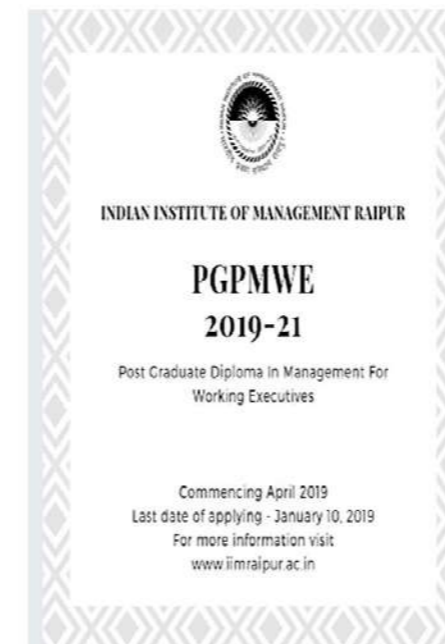 INDIAN INSTITUTE OF MANAGEMENT RAIPUR
PGPMWE
2019-21
Post Graduate Diploma In Management For
Working Executives
Commencing April 2019
Last date of applying - January 10, 2019
For more information visit
www.iimraipur.ac.in